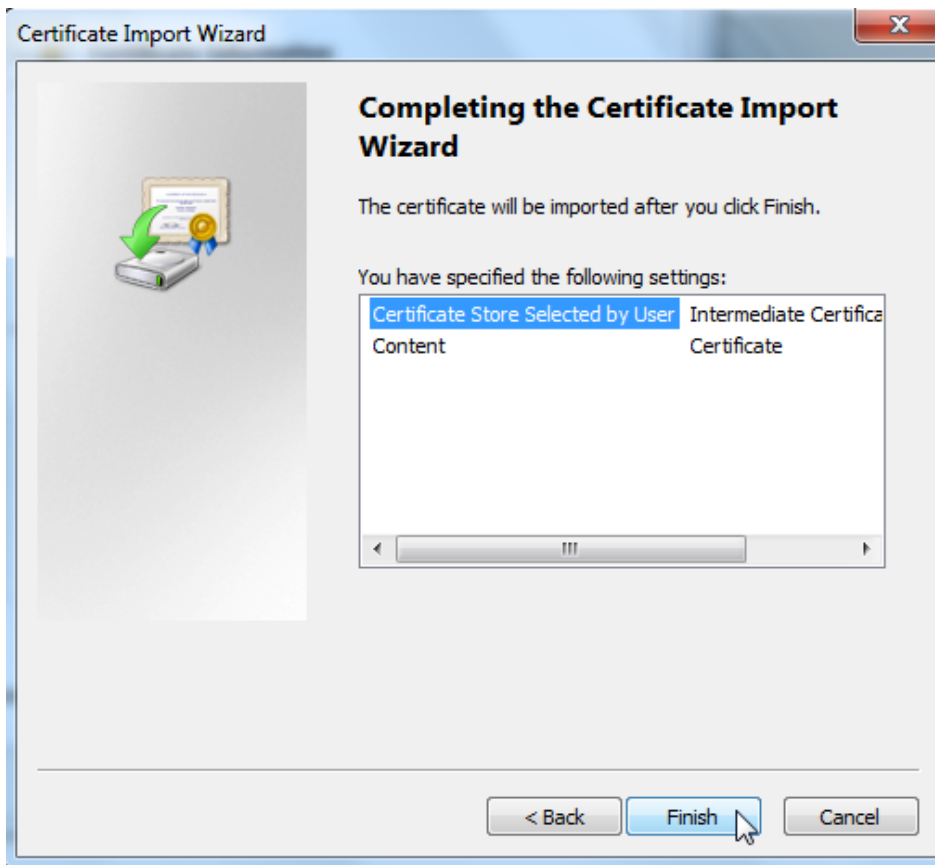 Certificate Import Wizard
Completing the Certificate Import
Wizard
The certificate will be imported after you click Finish.
You have specified the following settings:
Certificate Store Selected by User Intermediate Certifica
Content Certificate
< Back Finish Cancel